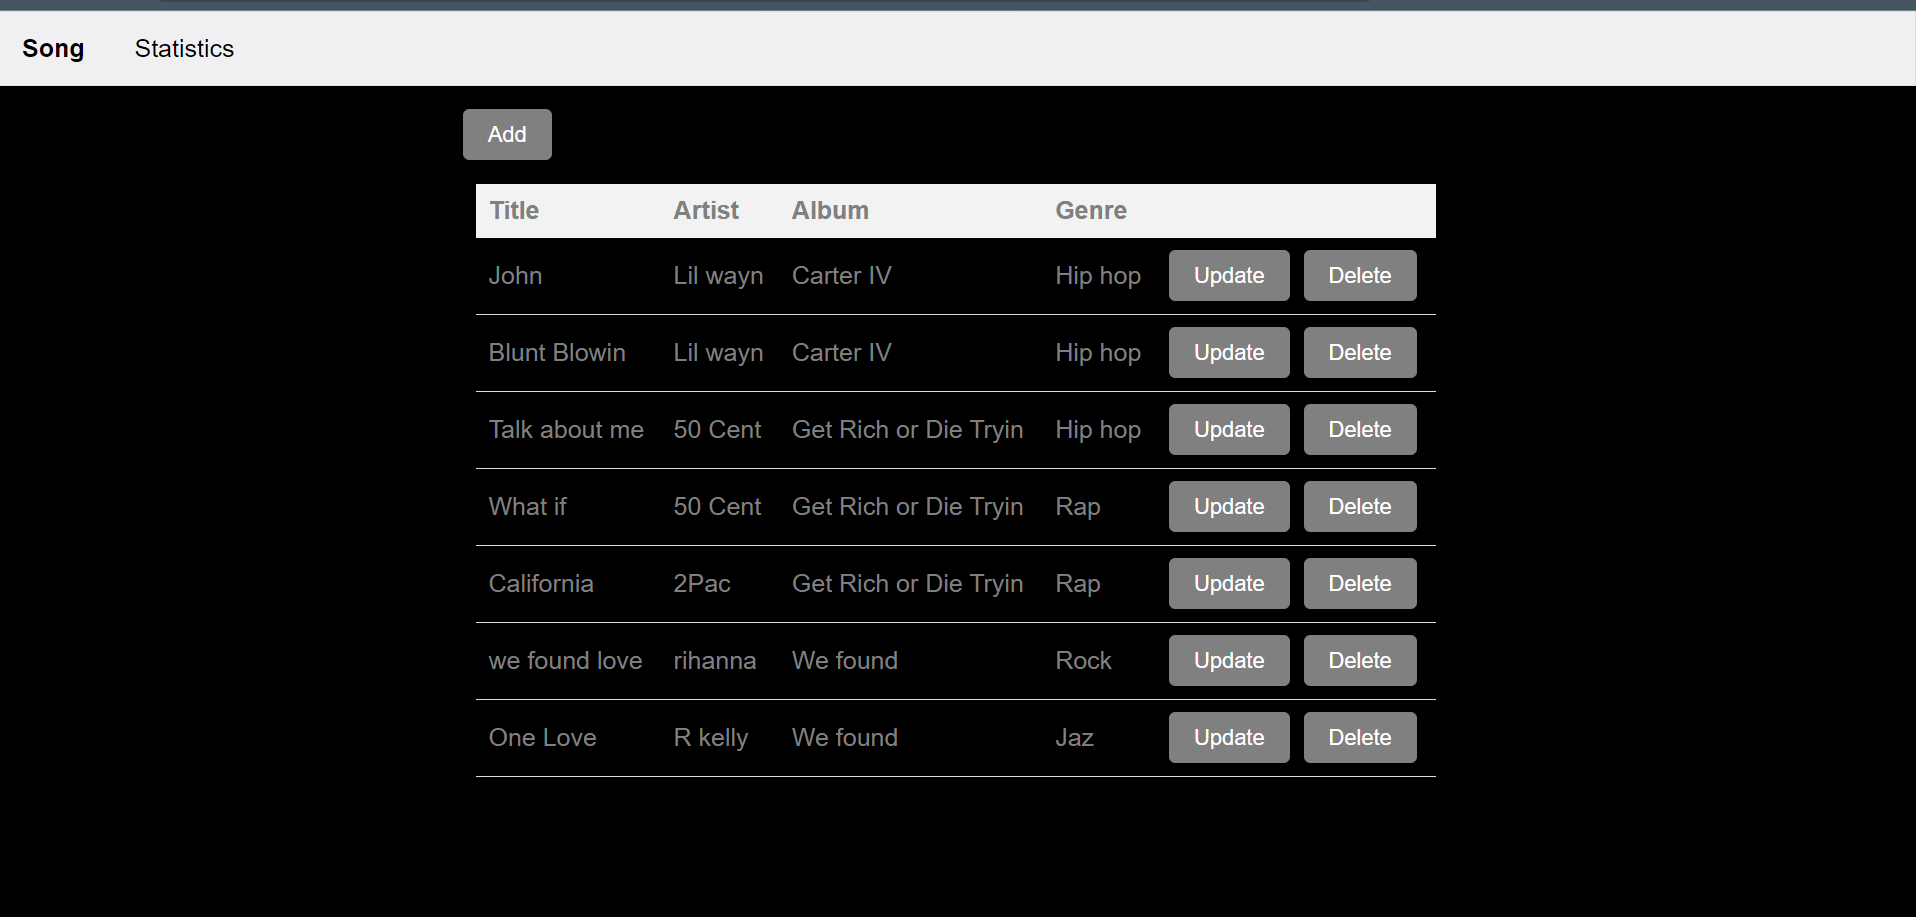 Song Statistics
Add
Title Artist Album Genre
John Lil wayn Carter IV Hip hop Update Delete
Blunt Blowin Lil wayn Carter IV Hip hop Update Delete
Talk about me 50 Cent Get Rich or Die Tryin Hip hop Update Delete
What if 50 Cent Get Rich or Die Tryin Rap Update Delete
California 2Pac Get Rich or Die Tryin Rap Update Delete
we found love rihanna We found Rock Update Delete
One Love R kelly We found Jaz Update Delete